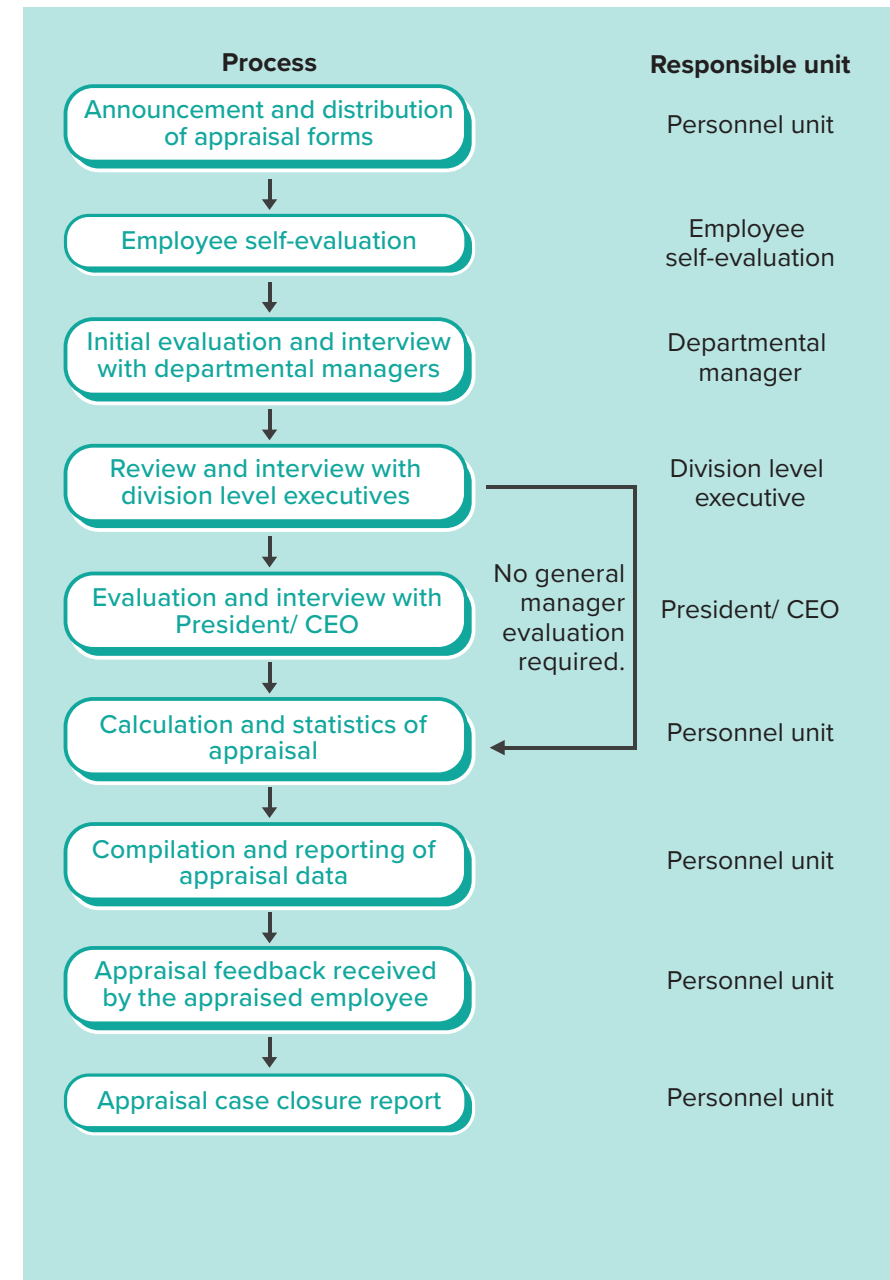 Process
Responsible unit
Announcement and distribution
of appraisal forms
Personnel unit
Employee self-evaluation
Employee
self-evaluation
Initial evaluation and interview
with departmental managers
Departmental
manager
Review and interview with
division level executives
Division level
executive
No general
manager
evaluation
required.
Evaluation and interview with
President/ CEO
President/ CEO
Calculation and statistics of
appraisal
Personnel unit
Compilation and reporting of
appraisal data
Personnel unit
Appraisal feedback received
by the appraised employee
Personnel unit
Appraisal case closure report
Personnel unit